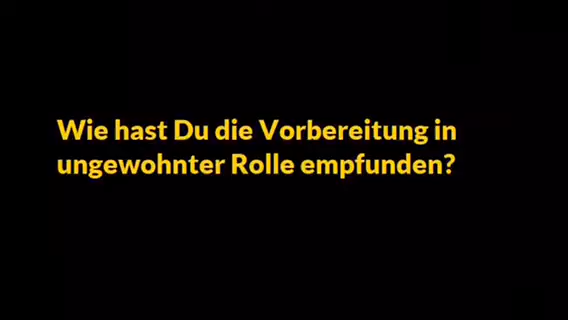 Wie hast Du die Vorbereitung in
ungewohnter Rolle empfunden?